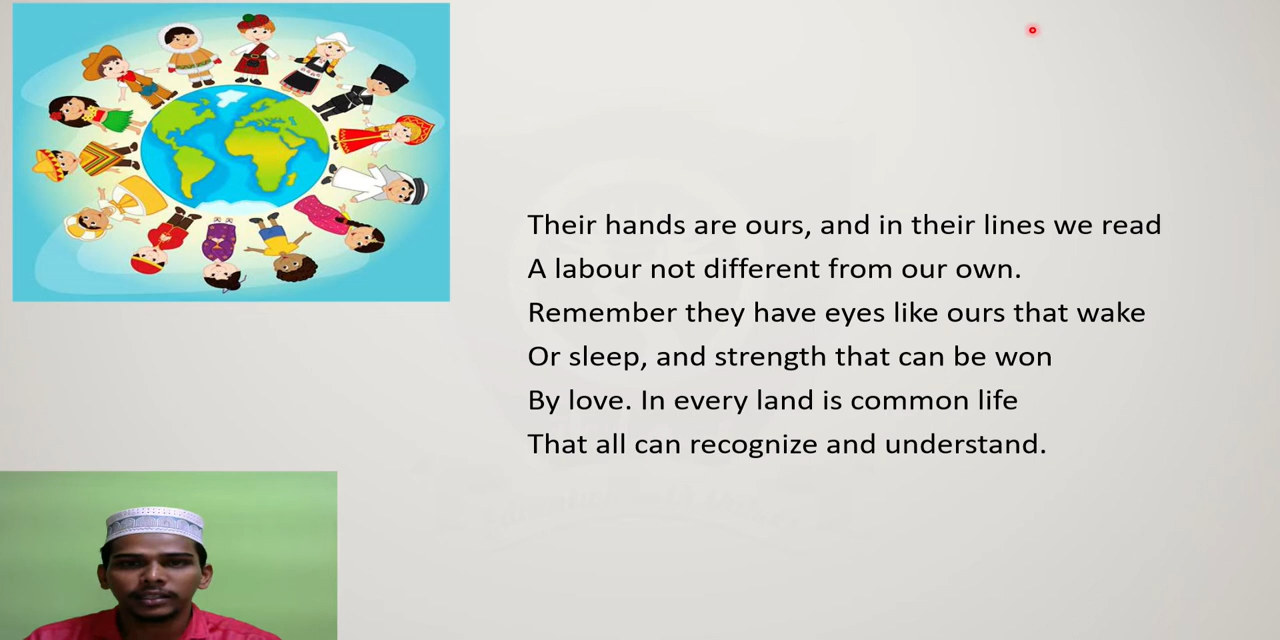 Their hands are ours, and in their lines we read
A labour not different from our own.
Remember they have eyes like ours that wake
Or sleep, and strength that can be won
By love. In every land is common life
That all can recognize and understand.